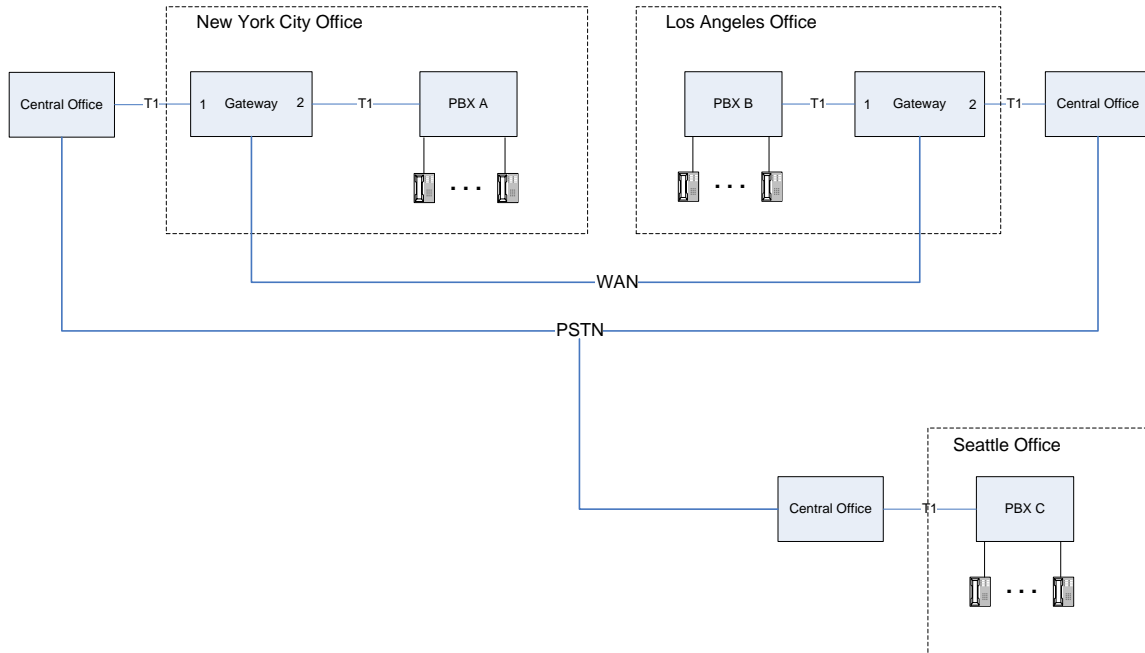 New York City Office
Los Angeles Office
Central Office
T1
1
Gateway
2
T1
PBX A
PBX B
T1
1
Gateway
2
T1
Central Office
WAN
PSTN
Seattle Office
Central Office
T1
PBX C